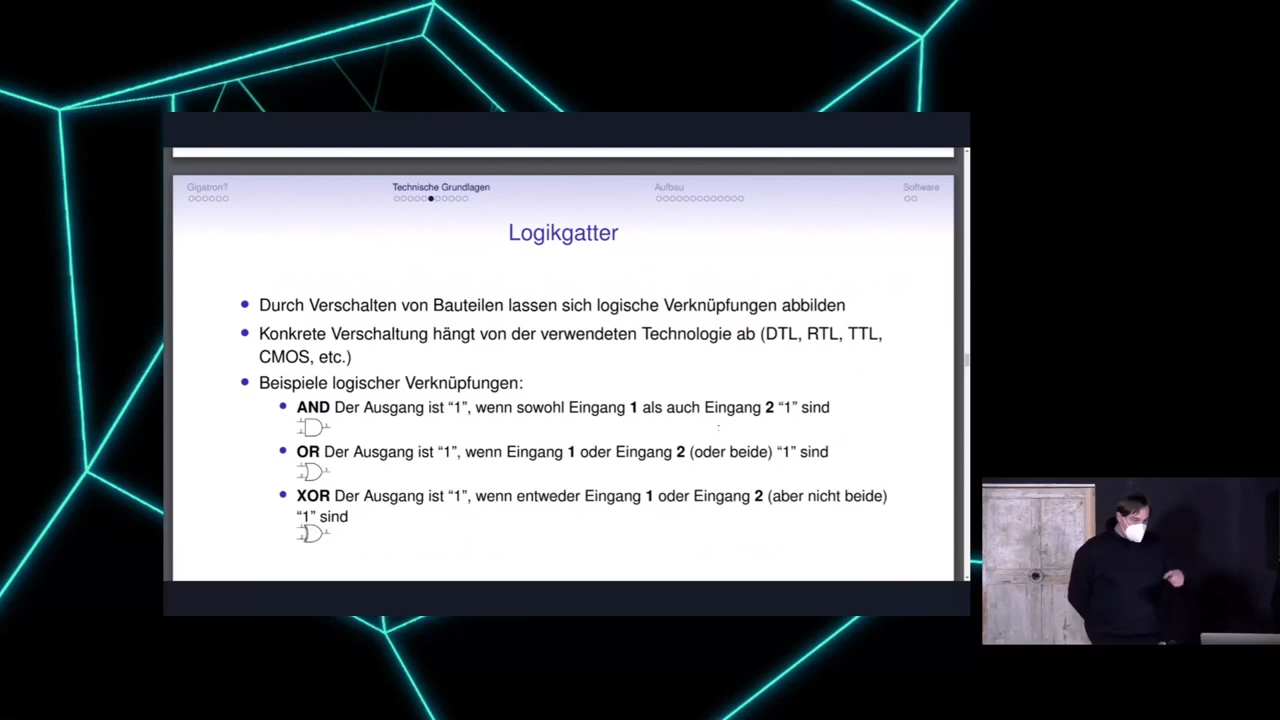 Gigatron?
Technische Grundlagen
Aufbau
Software
Logikgatter
Durch Verschalten von Bauteilen lassen sich logische Verknüpfungen abbilden
Konkrete Verschaltung hängt von der verwendeten Technologie ab (DTL, RTL, TTL,
CMOS, etc.)
Beispiele logischer Verknüpfungen:
AND Der Ausgang ist “1”, wenn sowohl Eingang 1 als auch Eingang 2 “1” sind
OR Der Ausgang ist “1”, wenn Eingang 1 oder Eingang 2 (oder beide) “1” sind
XOR Der Ausgang ist “1”, wenn entweder Eingang 1 oder Eingang 2 (aber nicht beide)
“1” sind